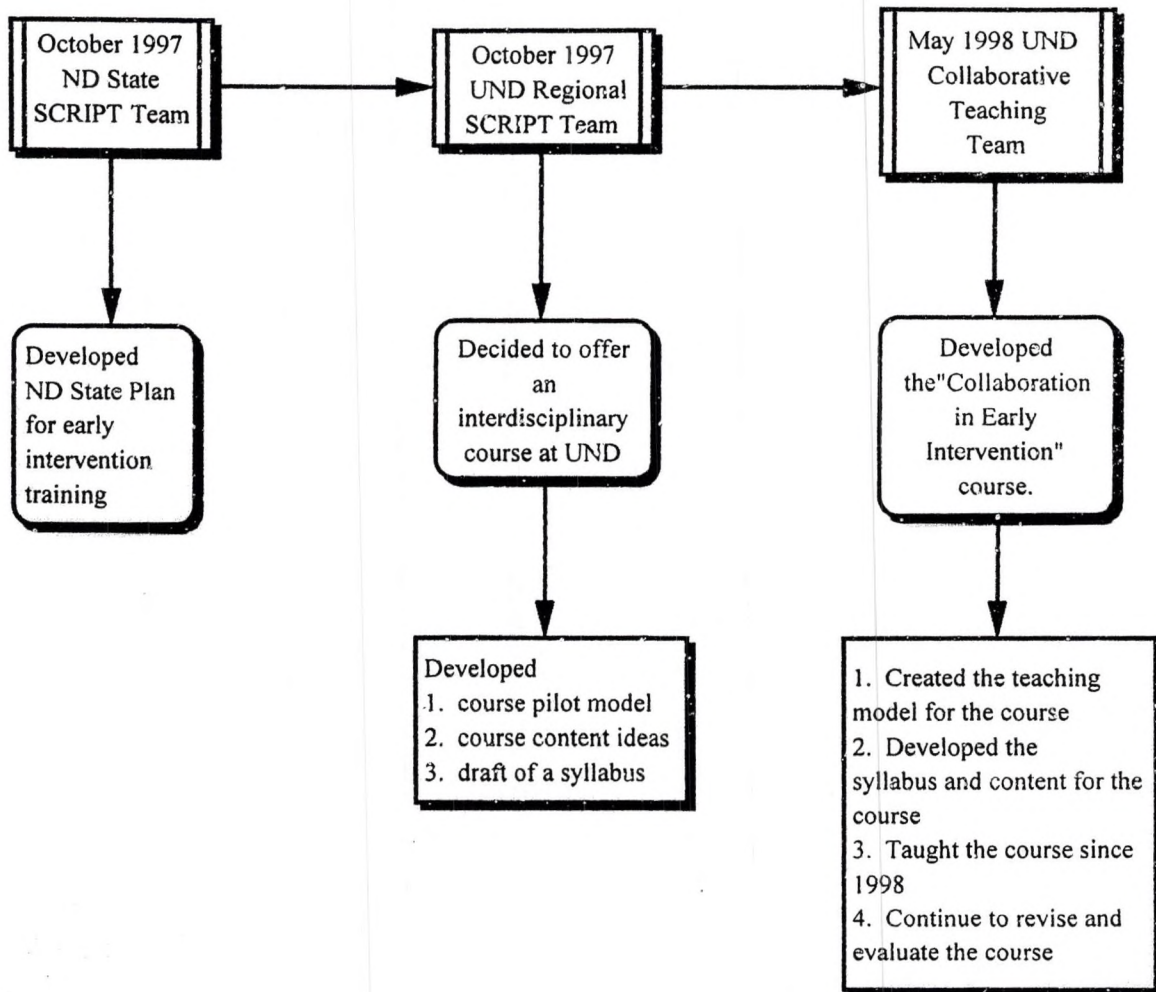 October 1997
ND State
SCRIPT Team
October 1997
UND Regional
SCRIPT Team
May 1998 UND
Collaborative
Teaching
Team
Developed
ND State Plan
for early
intervention
training
Decided to offer
an
interdisciplinary
course at UND
Developed
the"Collaboration
in Early
Intervention"
course.
Developed
1. course pilot model
2. course content ideas
3. draft of a syllabus
1. Created the teaching
model for the course
2. Developed the
syllabus and content for the
course
3. Taught the course since
1998
4. Continue to revise and
evaluate the course